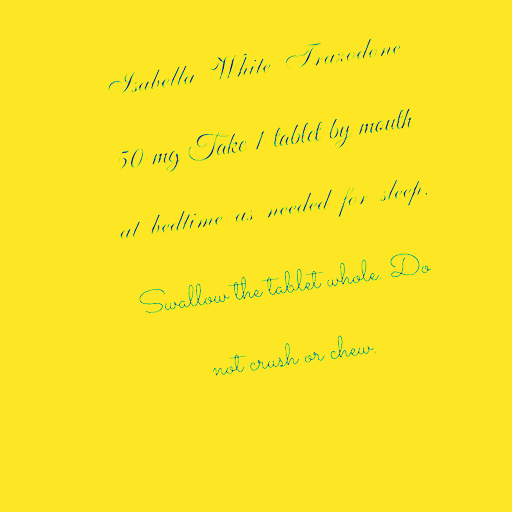 Isabella White Trazodone
50 mg Take 1 tablet by mouth
at bedtime as needed for sleep.
Swallow the tablet whole. Do
not crush or chew.